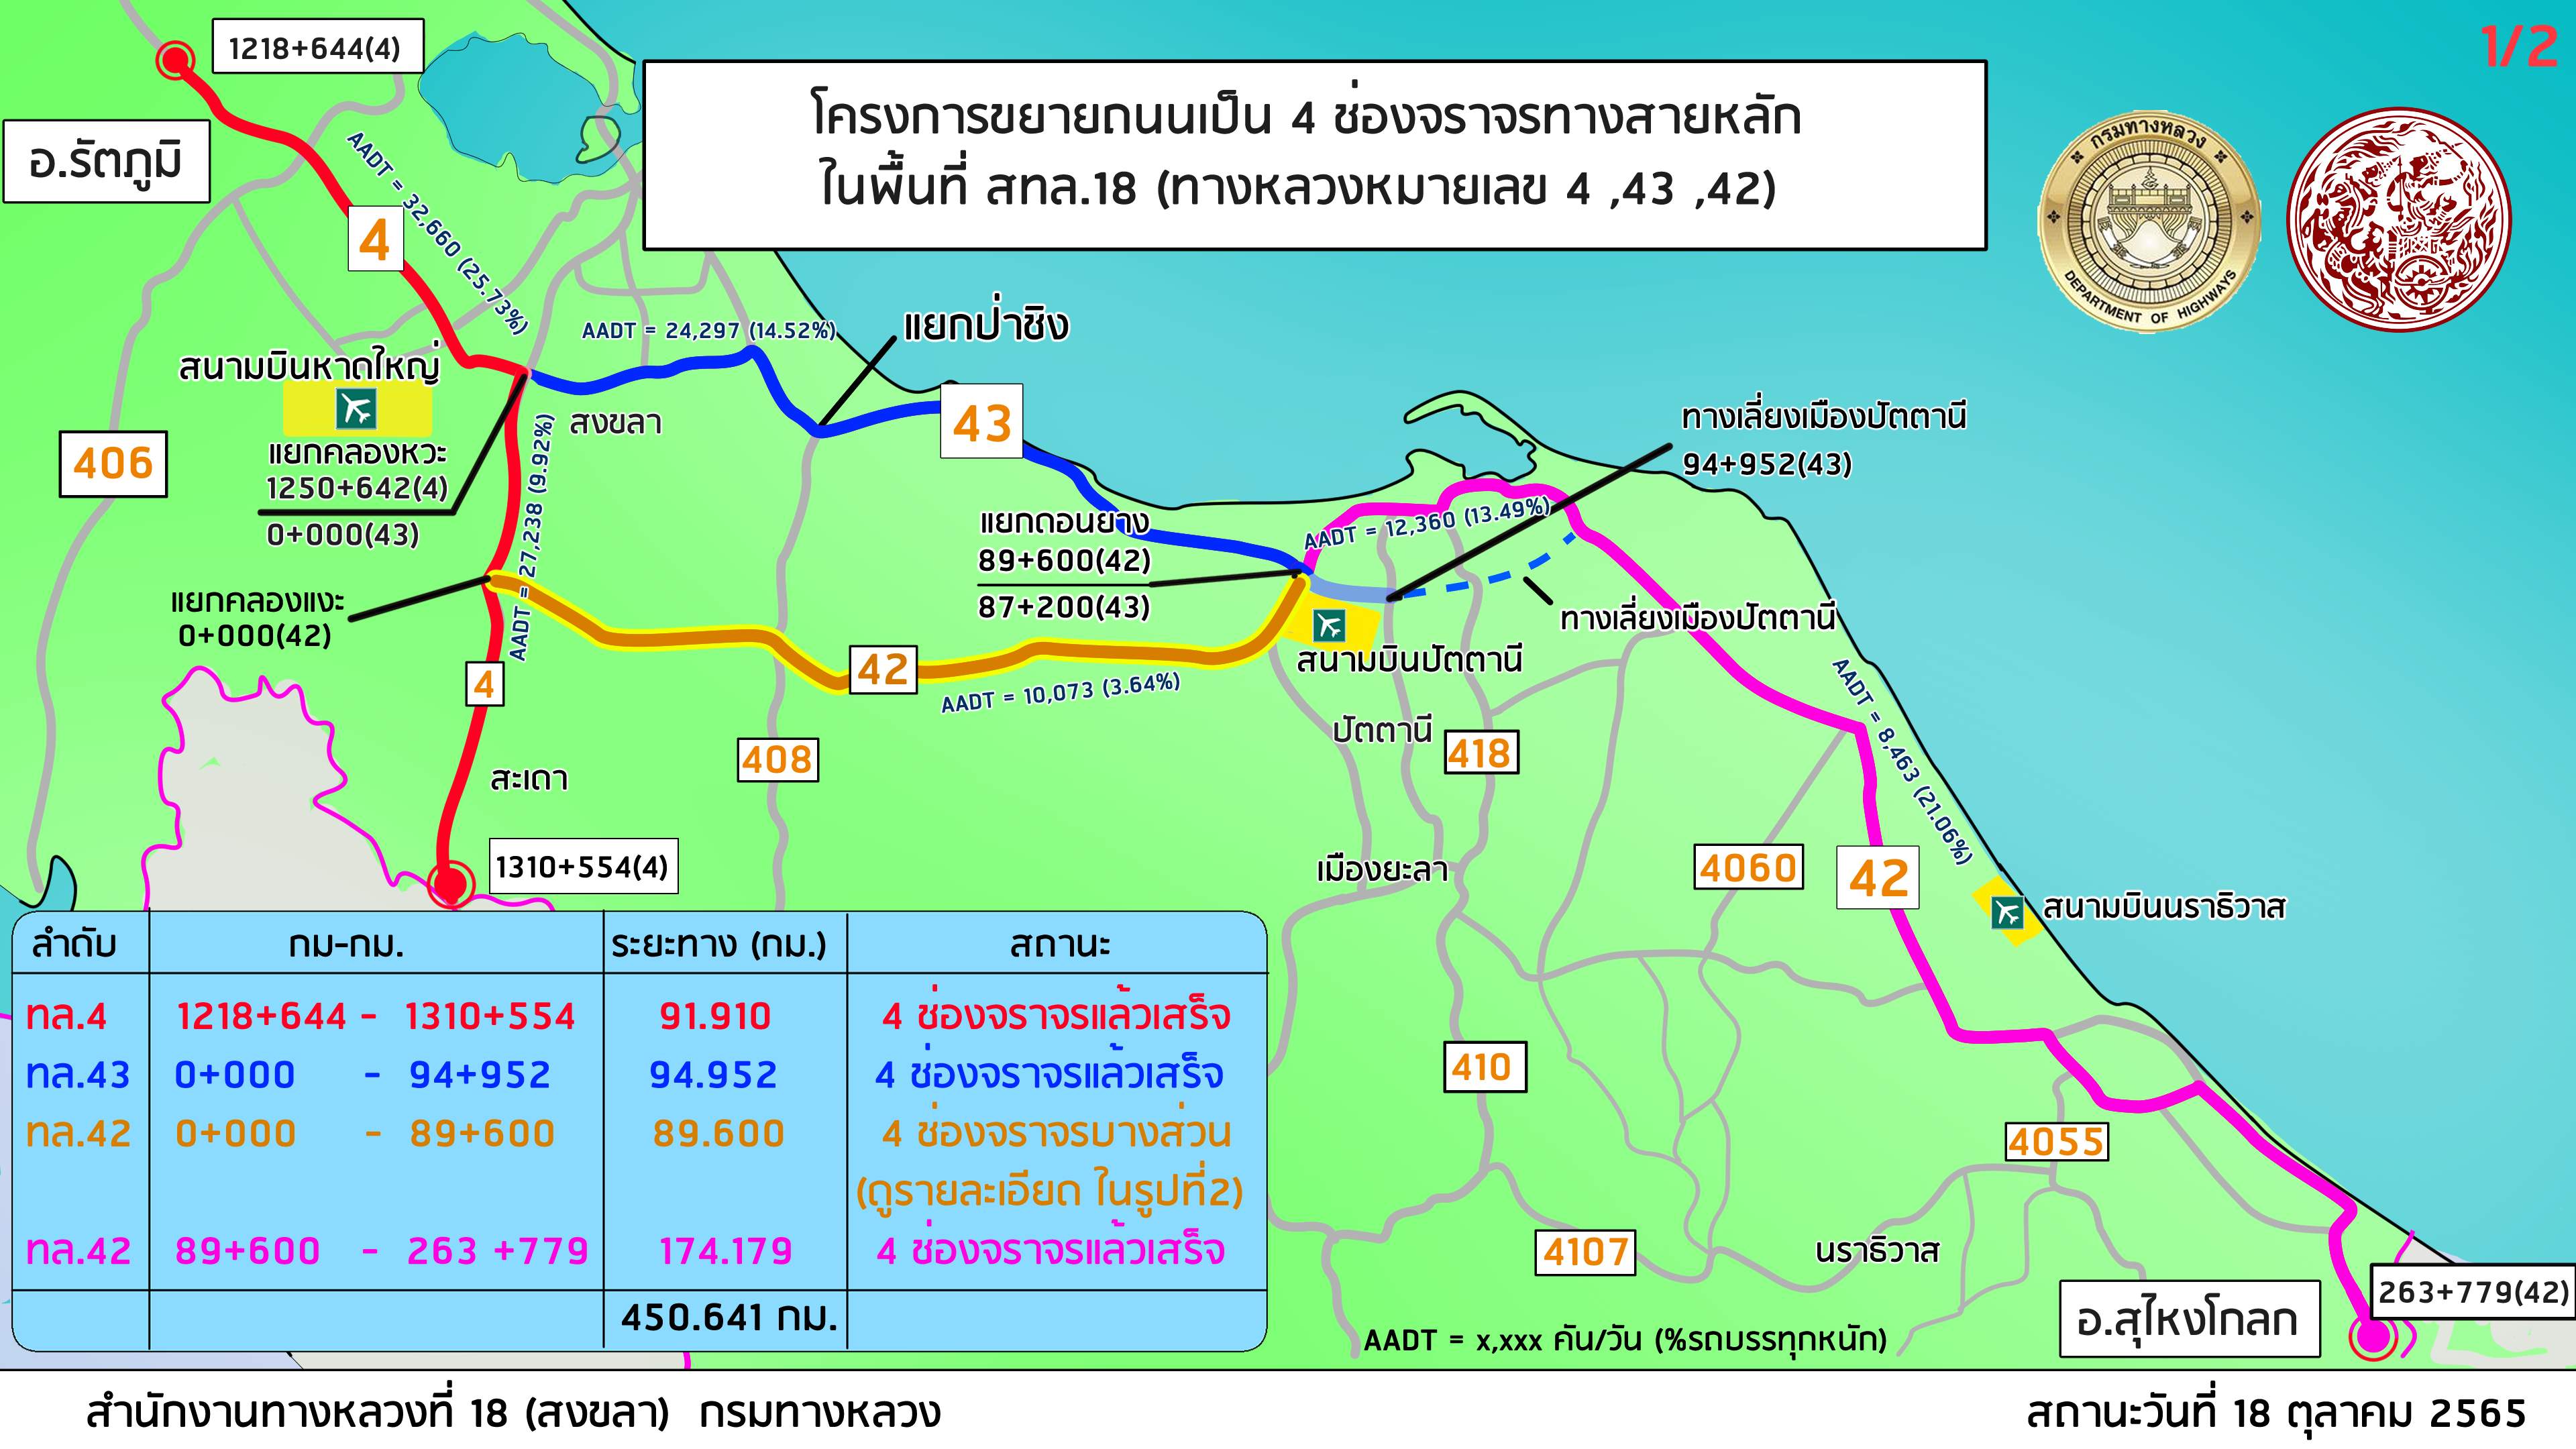 1/2
1218+644(4)
โครงการขยายถนนเป็น 4 ช่องจราจรทางสายหลัก
ในพื้นที่ สทล.18 (ทางหลวงหมายเลข 4 ,43 ,42)
กรมทางหลวง
DEPARTMENT OF HIGHWAYS
อ.รัตภูมิ
AADT = 32,660 (25.73%)
4
AADT = 24,297 (14.52%)
แยกป่าชิง
สนามบินหาดใหญ่
43
สงขลา
406
แยกคลองหวะ
1250+642(4)
0+000(43)
AADT = 27,238 (9.92%)
ทางเลี่ยงเมืองปัตตานี
94+952(43)
แยกดอนยาง
89+600(42)
87+200(43)
AADT = 12,360 (13.49%)
แยกคลองแงะ
0+000(42)
ทางเลี่ยงเมืองปัตตานี
4
42
AADT = 10,073 (3.64%)
สนามบินปัตตานี
ปัตตานี
418
AADT = 8,463 (21.06%)
408
สะเดา
1310+554(4)
เมืองยะลา
4060
42
สนามบินนราธิวาส
ลำดับ กม-กม. ระยะทาง (กม.) สถานะ
ทล.4 1218+644 - 1310+554 91.910 4 ช่องจราจรแล้วเสร็จ
ทล.43 0+000 - 94+952 94.952 4 ช่องจราจรแล้วเสร็จ
ทล.42 0+000 - 89+600 89.600 4 ช่องจราจรบางส่วน
(ดูรายละเอียด ในรูปที่2)
ทล.42 89+600 - 263 +779 174.179 4 ช่องจราจรแล้วเสร็จ
450.641 กม.
410
4055
4107
นราธิวาส
263+779(42)
อ.สุไหงโกลก
AADT = x,xxx คัน/วัน (%รถบรรทุกหนัก)
สำนักงานทางหลวงที่ 18 (สงขลา) กรมทางหลวง
สถานะวันที่ 18 ตุลาคม 2565